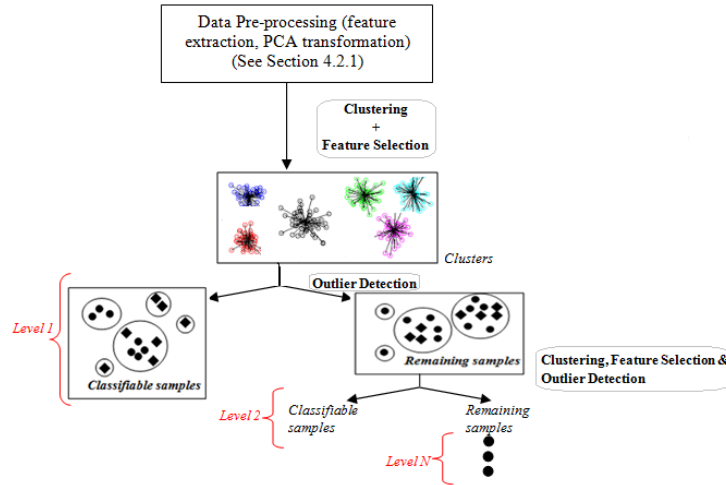 Data Pre-processing (feature
extraction, PCA transformation)
(See Section 4.2.1)
Clustering
+
Feature Selection
Clusters
Outlier Detection
Level 1
Classifiable samples
Remaining samples
Clustering, Feature Selection &
Outlier Detection
Level 2
Classifiable
samples
Remaining
samples
Level N